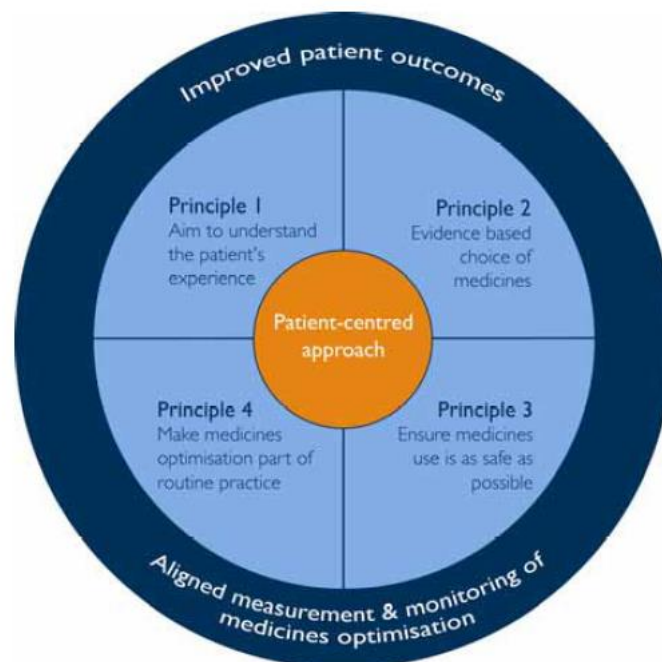 Improved patient outcomes
Principle 1
Aim to understand
the patient's
experience
Principle 2
Evidence based
choice of
medicines
Patient-centred
approach
Principle 4
Make medicines
optimisation part of
routine practice
Principle 3
Ensure medicines
use is as safe as
possible
Aligned measurement & monitoring of
medicines optimisation